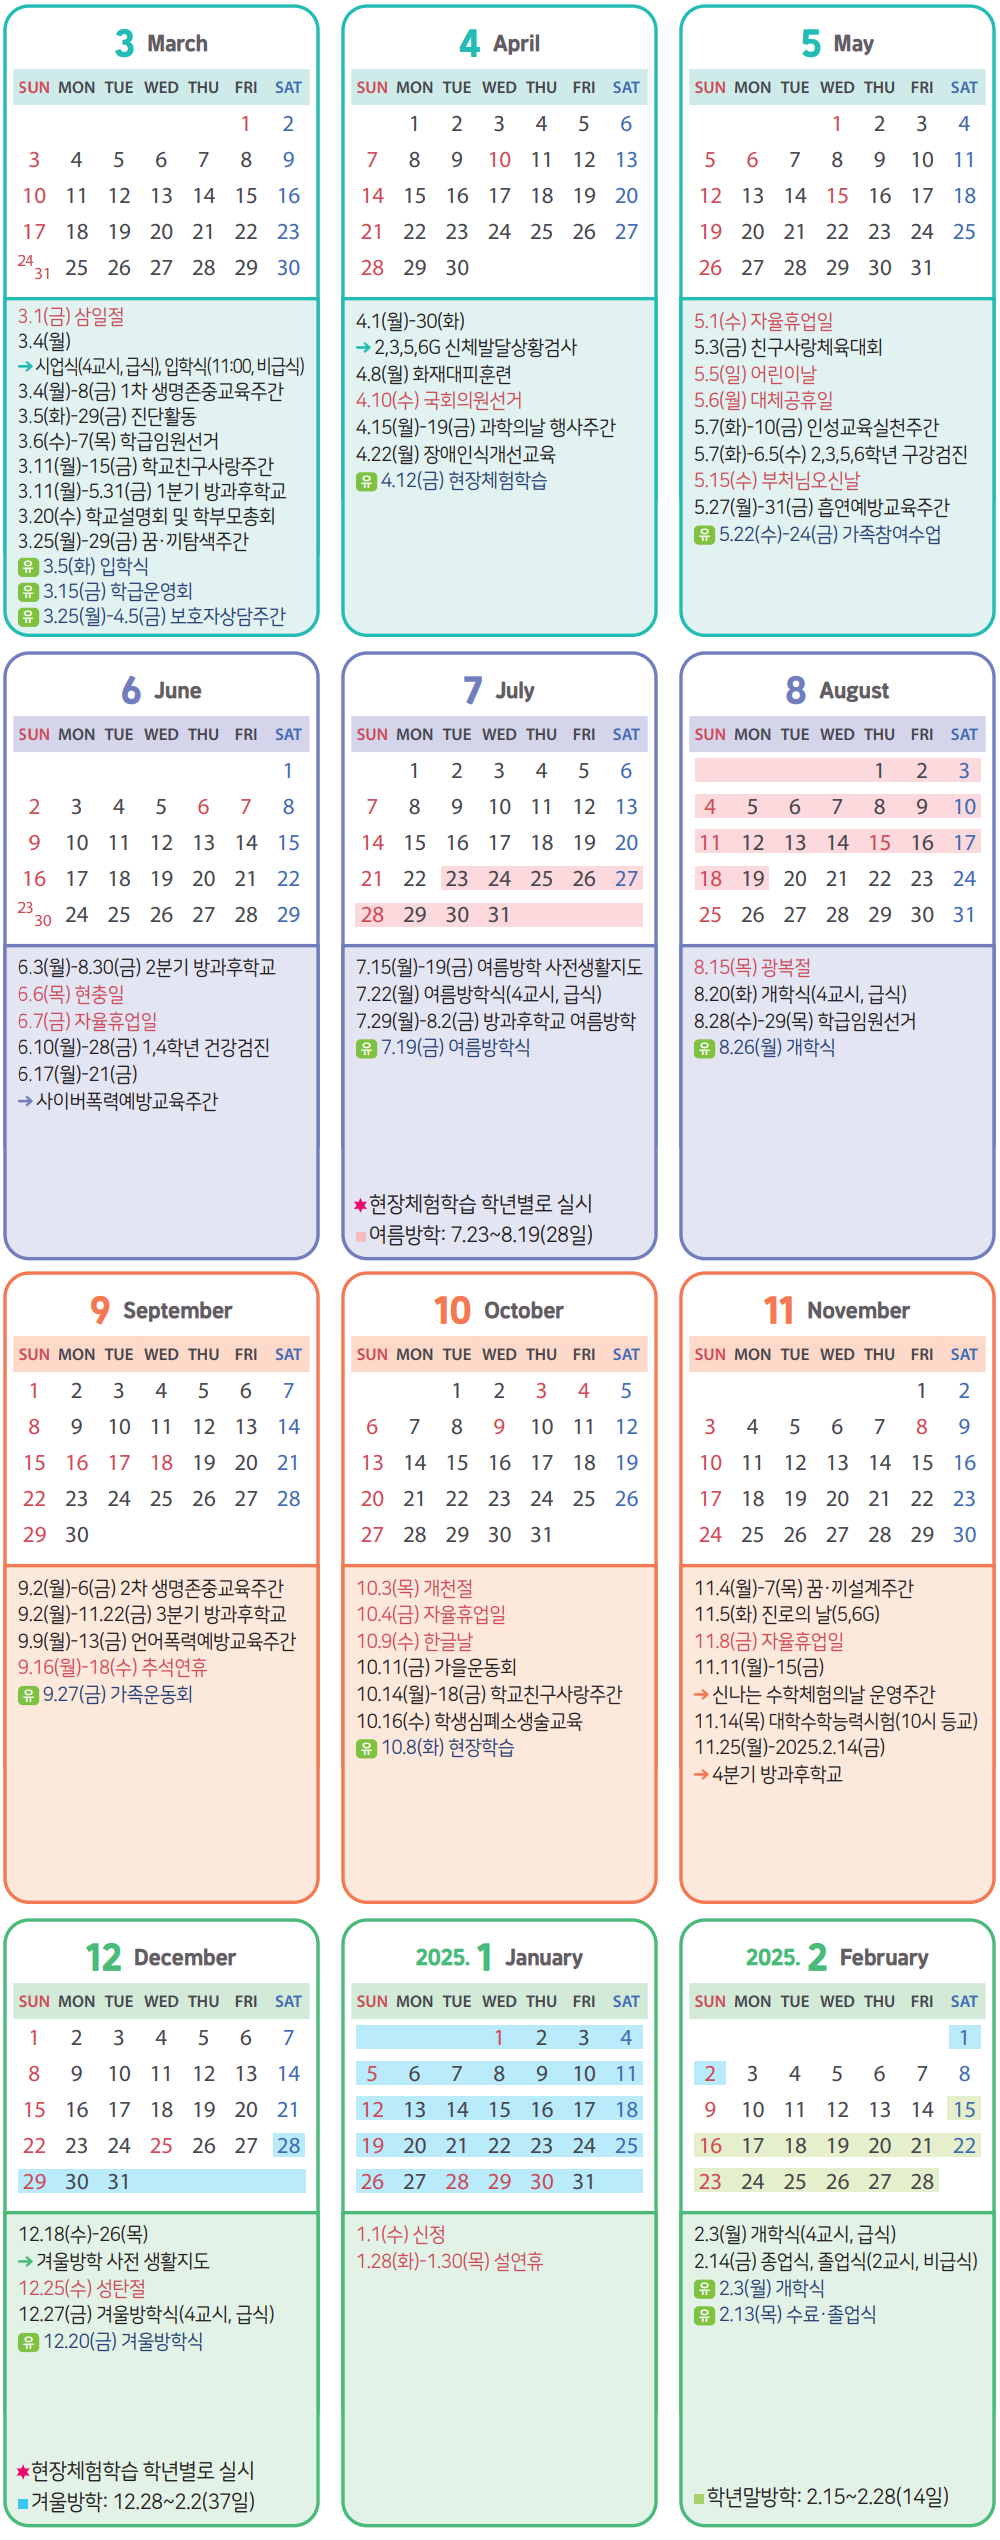 3 March
SUN MON TUE WED THU FRI SAT
1 2
3 4 5 6 7 8 9
10 11 12 13 14 15 16
17 18 19 20 21 22 23
24 31 25 26 27 28 29 30
3.1(금) 삼일절
3.4(월)
→ 시업식(4교시, 급식), 입학식(11:00, 비급식)
3.4(월)-8(금) 1차 생명존중교육주간
3.5(화)-29(금) 진단활동
3.6(수)-7(목) 학급임원선거
3.11(월)-15(금) 학교친구사랑주간
3.11(월)-5.31(금) 1분기 방과후학교
3.20(수) 학교설명회 및 학부모총회
3.25(월)-29(금) 꿈·끼탐색주간
유 3.5(화) 입학식
유 3.15(금) 학급운영회
유 3.25(월)-4.5(금) 보호자상담주간
4 April
SUN MON TUE WED THU FRI SAT
1 2 3 4 5 6
7 8 9 10 11 12 13
14 15 16 17 18 19 20
21 22 23 24 25 26 27
28 29 30
4.1(월)-30(화)
→ 2,3,5,6G 신체발달상황검사
4.8(월) 화재대피훈련
4.10(수) 국회의원선거
4.15(월)-19(금) 과학의날 행사주간
4.22(월) 장애인식개선교육
유 4.12(금) 현장체험학습
5 May
SUN MON TUE WED THU FRI SAT
1 2 3 4
5 6 7 8 9 10 11
12 13 14 15 16 17 18
19 20 21 22 23 24 25
26 27 28 29 30 31
5.1(수) 자율휴업일
5.3(금) 친구사랑체육대회
5.5(일) 어린이날
5.6(월) 대체공휴일
5.7(화)-10(금) 인성교육실천주간
5.7(화)-6.5(수) 2,3,5,6학년 구강검진
5.15(수) 부처님오신날
5.27(월)-31(금) 흡연예방교육주간
유 5.22(수)-24(금) 가족참여수업
6 June
SUN MON TUE WED THU FRI SAT
1
2 3 4 5 6 7 8
9 10 11 12 13 14 15
16 17 18 19 20 21 22
23 30 24 25 26 27 28 29
6.3(월)-8.30(금) 2분기 방과후학교
6.6(목) 현충일
6.7(금) 자율휴업일
6.10(월)-28(금) 1,4학년 건강검진
6.17(월)-21(금)
→ 사이버폭력예방교육주간
7 July
SUN MON TUE WED THU FRI SAT
1 2 3 4 5 6
7 8 9 10 11 12 13
14 15 16 17 18 19 20
21 22 23 24 25 26 27
28 29 30 31
7.15(월)-19(금) 여름방학 사전생활지도
7.22(월) 여름방학식(4교시, 급식)
7.29(월)-8.2(금) 방과후학교 여름방학
유 7.19(금) 여름방학식
✶현장체험학습 학년별로 실시
■여름방학: 7.23~8.19(28일)
8 August
SUN MON TUE WED THU FRI SAT
1 2 3
4 5 6 7 8 9 10
11 12 13 14 15 16 17
18 19 20 21 22 23 24
25 26 27 28 29 30 31
8.15(목) 광복절
8.20(화) 개학식(4교시, 급식)
8.28(수)-29(목) 학급임원선거
유 8.26(월) 개학식
9 September
SUN MON TUE WED THU FRI SAT
1 2 3 4 5 6 7
8 9 10 11 12 13 14
15 16 17 18 19 20 21
22 23 24 25 26 27 28
29 30
9.2(월)-6(금) 2차 생명존중교육주간
9.2(월)-11.22(금) 3분기 방과후학교
9.9(월)-13(금) 언어폭력예방교육주간
9.16(월)-18(수) 추석연휴
유 9.27(금) 가족운동회
10 October
SUN MON TUE WED THU FRI SAT
1 2 3 4 5
6 7 8 9 10 11 12
13 14 15 16 17 18 19
20 21 22 23 24 25 26
27 28 29 30 31
10.3(목) 개천절
10.4(금) 자율휴업일
10.9(수) 한글날
10.11(금) 가을운동회
10.14(월)-18(금) 학교친구사랑주간
10.16(수) 학생심폐소생술교육
유 10.8(화) 현장학습
11 November
SUN MON TUE WED THU FRI SAT
1 2
3 4 5 6 7 8 9
10 11 12 13 14 15 16
17 18 19 20 21 22 23
24 25 26 27 28 29 30
11.4(월)-7(목) 꿈·끼설계주간
11.5(화) 진로의 날(5,6G)
11.8(금) 자율휴업일
11.11(월)-15(금)
→ 신나는 수학체험의날 운영주간
11.14(목) 대학수학능력시험(10시 등교)
11.25(월)-2025.2.14(금)
→ 4분기 방과후학교
12 December
SUN MON TUE WED THU FRI SAT
1 2 3 4 5 6 7
8 9 10 11 12 13 14
15 16 17 18 19 20 21
22 23 24 25 26 27 28
29 30 31
12.18(수)-26(목)
→ 겨울방학 사전 생활지도
12.25(수) 성탄절
12.27(금) 겨울방학식(4교시, 급식)
유 12.20(금) 겨울방학식
✶현장체험학습 학년별로 실시
■겨울방학: 12.28~2.2(37일)
2025. 1 January
SUN MON TUE WED THU FRI SAT
1 2 3 4
5 6 7 8 9 10 11
12 13 14 15 16 17 18
19 20 21 22 23 24 25
26 27 28 29 30 31
1.1(수) 신정
1.28(화)-1.30(목) 설연휴
2025. 2 February
SUN MON TUE WED THU FRI SAT
1
2 3 4 5 6 7 8
9 10 11 12 13 14 15
16 17 18 19 20 21 22
23 24 25 26 27 28
2.3(월) 개학식(4교시, 급식)
2.14(금) 종업식, 졸업식(2교시, 비급식)
유 2.3(월) 개학식
유 2.13(목) 수료·졸업식
■학년말방학: 2.15~2.28(14일)